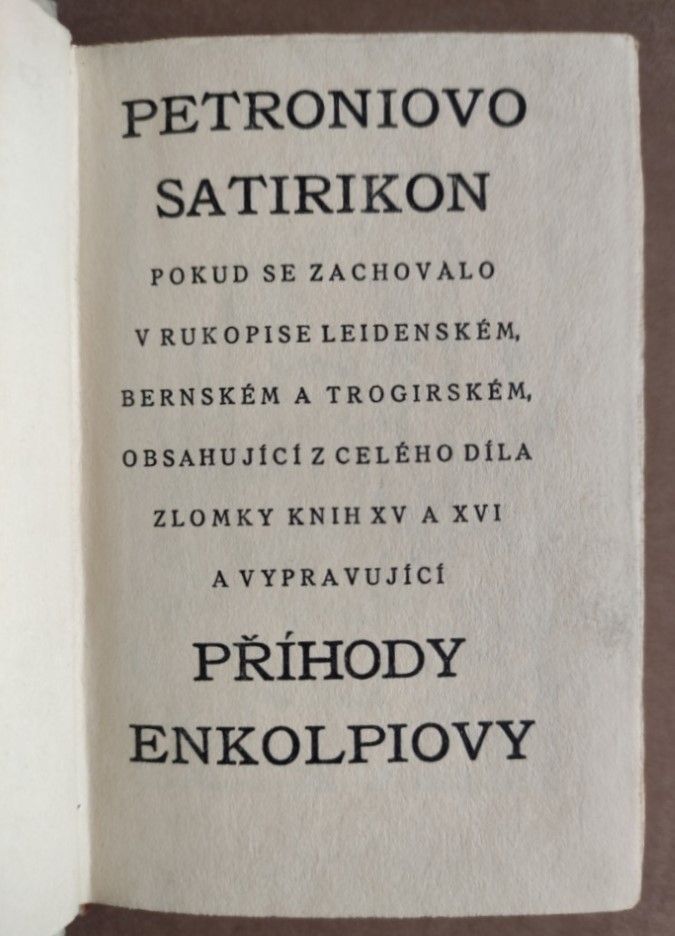 PETRONIOVO
SATIRIKON
POKUD SE ZACHOVALO
V RUKOPISE LEIDENSKÉM,
BERNSKÉM A TROGIRSKÉM,
OBSAHUJÍCÍ Z CELÉHO DÍLA
ZLOMKY KNIH XV A XVI
A VYPRAVUJÍCÍ
PŘÍHODY
ENKOLPIOVY